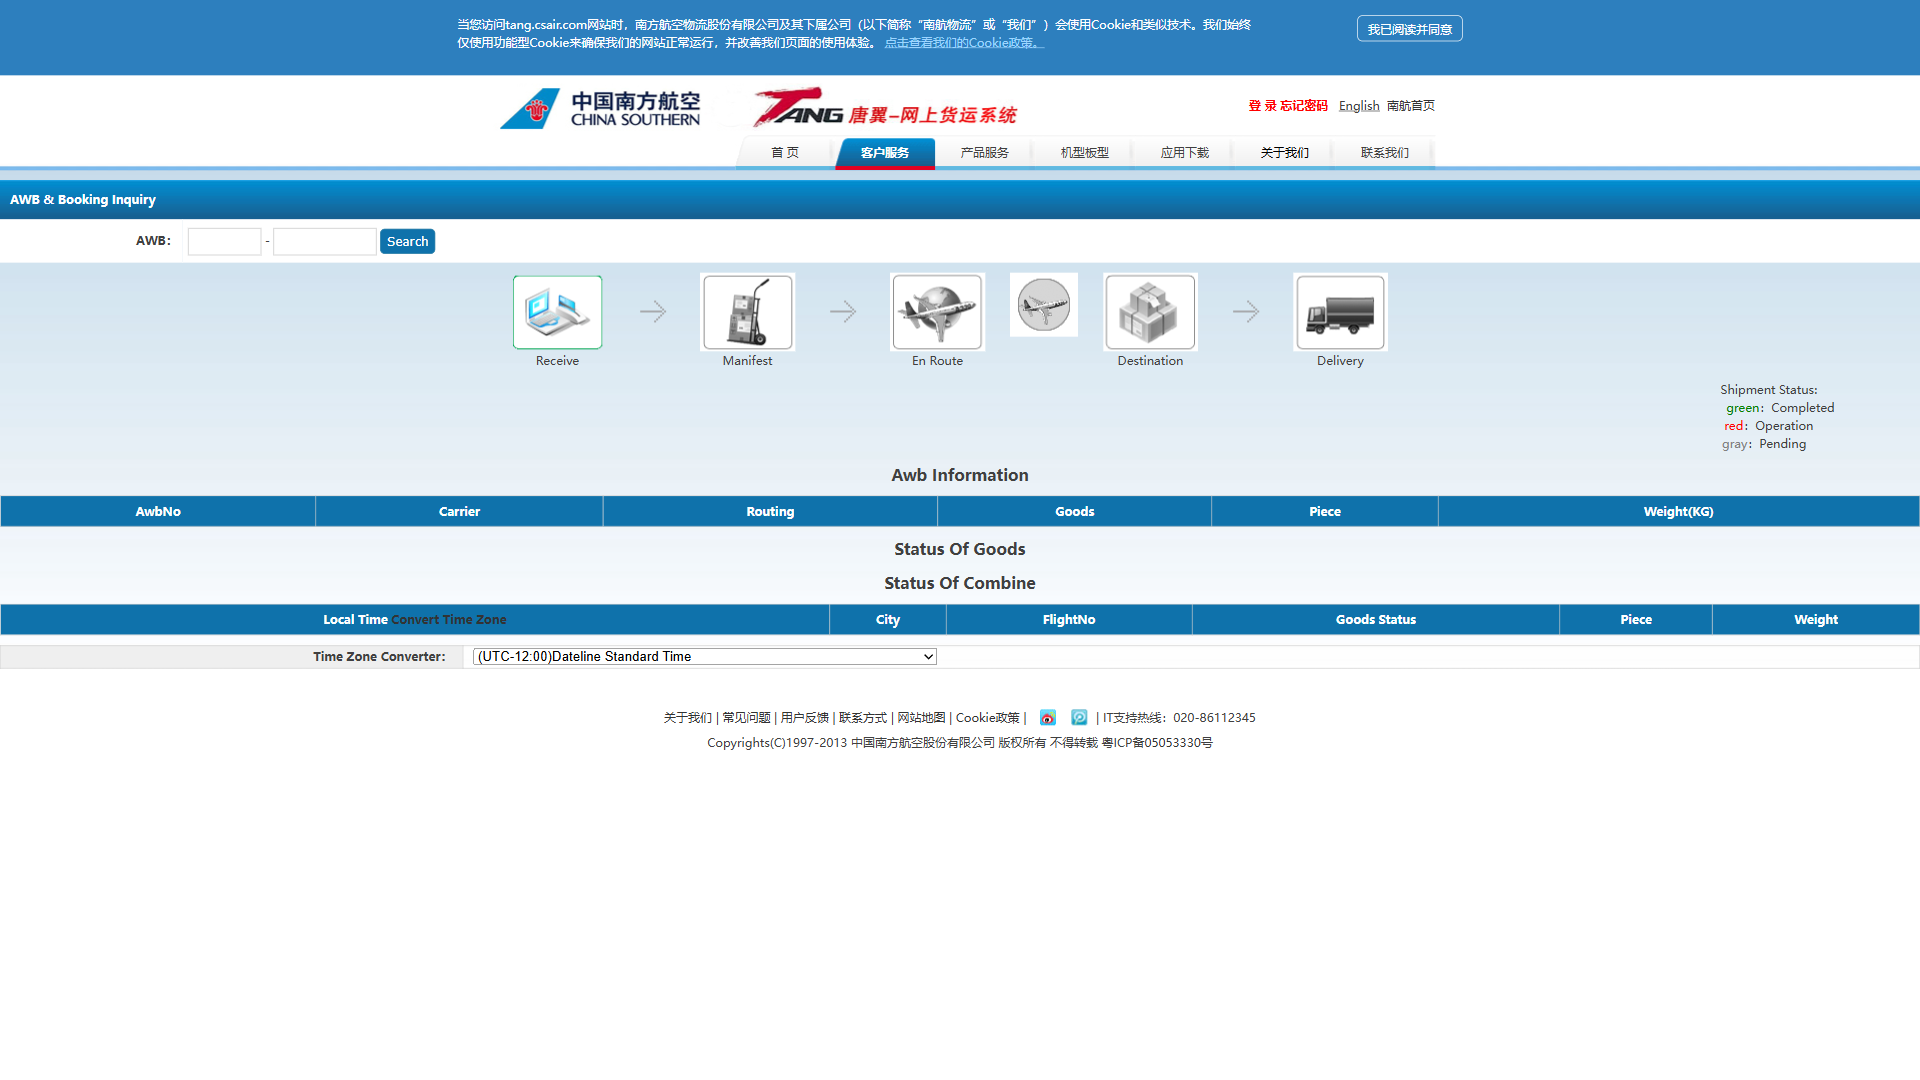 当您访问tang.csair.com网站时，南方航空物流股份有限公司及其下属公司（以下简称“南航物流”或“我们”）会使用Cookie和类似技术。我们始终
仅使用功能型Cookie来确保我们的网站正常运行，并改善我们页面的使用体验。 点击查看我们的Cookie政策。
我已阅读并同意
中国南方航空
CHINA SOUTHERN
TANG 唐翼–网上货运系统
登 录 忘记密码 English 南航首页
首 页 客户服务 产品服务 机型板型 应用下载 关于我们 联系我们
AWB & Booking Inquiry
AWB： - Search
Receive Manifest En Route Destination Delivery
Shipment Status:
green：Completed
red：Operation
gray：Pending
Awb Information
AwbNo Carrier Routing Goods Piece Weight(KG)
Status Of Goods
Status Of Combine
Local Time Convert Time Zone City FlightNo Goods Status Piece Weight
Time Zone Converter: (UTC-12:00)Dateline Standard Time
关于我们 | 常见问题 | 用户反馈 | 联系方式 | 网站地图 | Cookie政策 | | IT支持热线：020-86112345
Copyrights(C)1997-2013 中国南方航空股份有限公司 版权所有 不得转载 粤ICP备05053330号